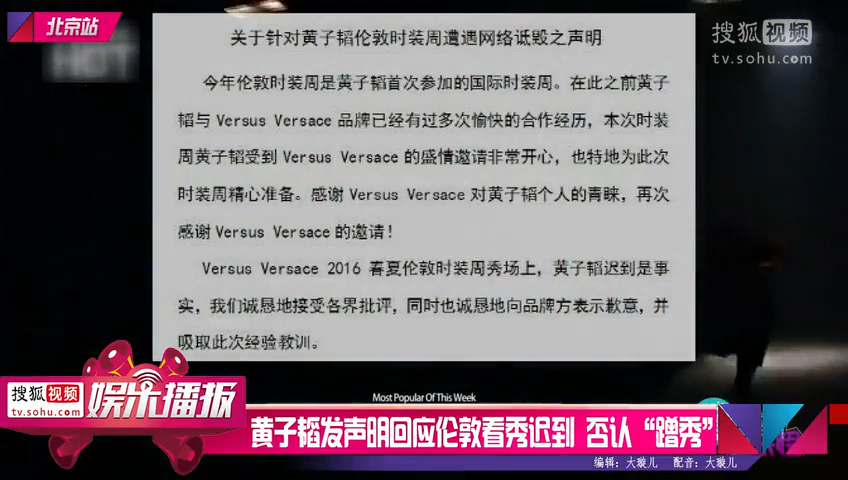 北京站
HOT
搜狐视频
tv.sohu.com
关于针对黄子韬伦敦时装周遭遇网络诋毁之声明
今年伦敦时装周是黄子韬首次参加的国际时装周。在此之前黄子
韬与 Versus Versace 品牌已经有过多次愉快的合作经历，本次时装
周黄子韬受到 Versus Versace 的盛情邀请非常开心，也特地为此次
时装周精心准备。感谢 Versus Versace 对黄子韬个人的青睐，再次
感谢 Versus Versace 的邀请！
Versus Versace 2016 春夏伦敦时装周秀场上，黄子韬迟到是事
实，我们诚恳地接受各界批评，同时也诚恳地向品牌方表示歉意，并
吸取此次经验教训。
Most Popular Of This Week
搜狐视频
tv.sohu.com
娱乐播报
黄子韬发声明回应伦敦看秀迟到 否认“蹭秀”
编辑：大璇儿 配音：大璇儿